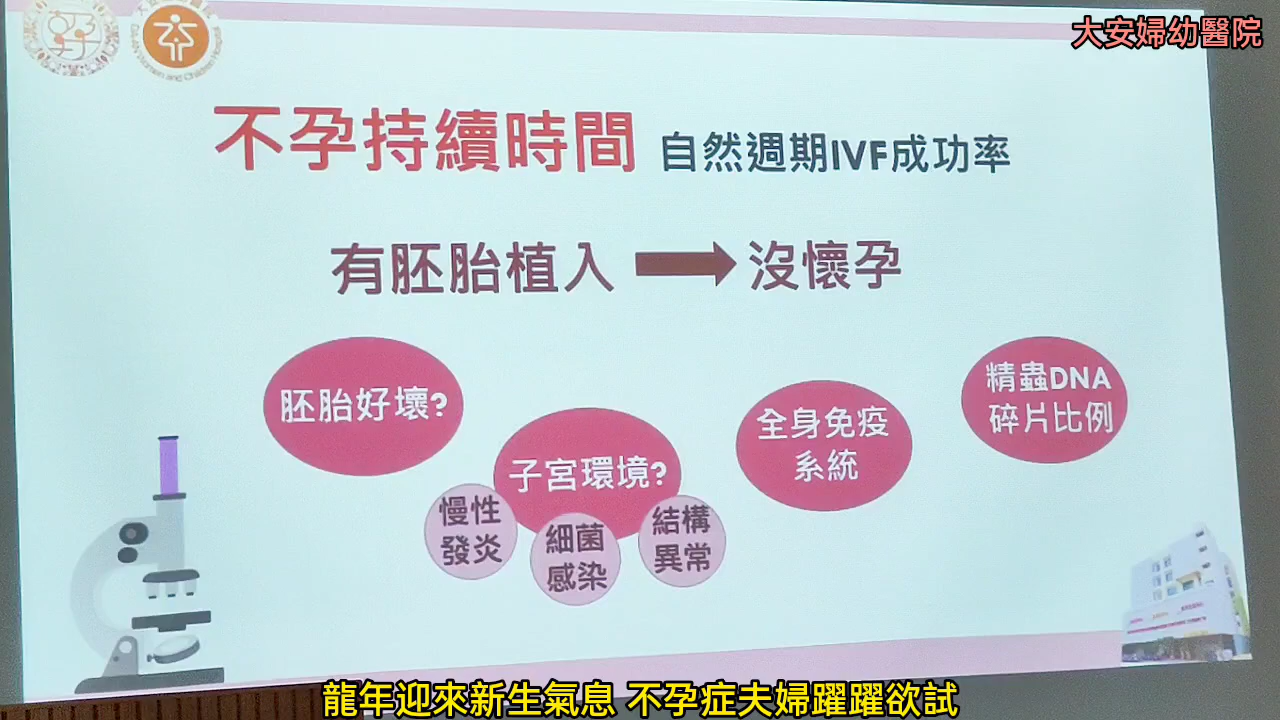 大安婦幼醫院
不孕持續時間 自然週期IVF成功率
有胚胎植入 沒懷孕
胚胎好壞?
子宮環境?
慢性
發炎
細菌
感染
結構
異常
全身免疫
系統
精蟲DNA
碎片比例
龍年迎來新生氣息 不孕症夫婦躍躍欲試